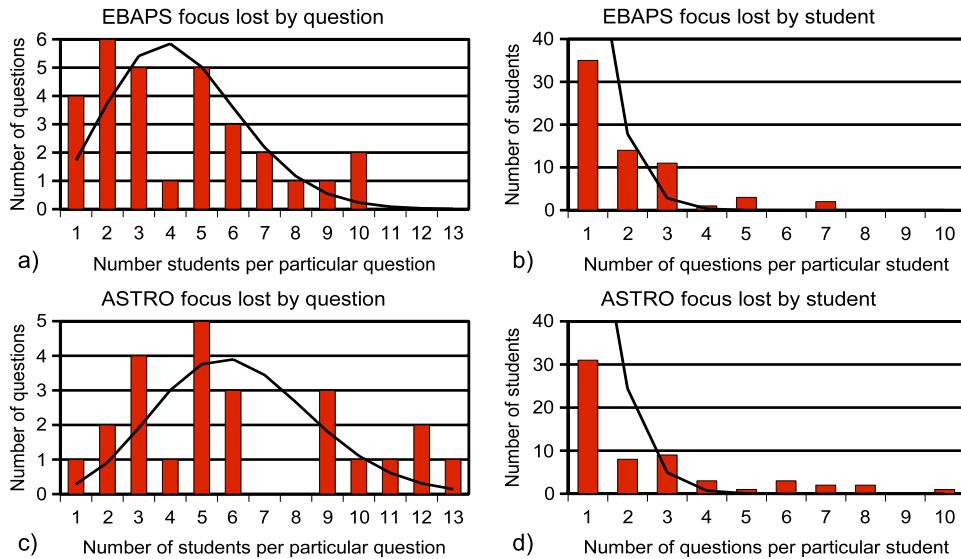 EBAPS focus lost by question
Number of questions
6
5
4
3
2
1
0
1 2 3 4 5 6 7 8 9 10 11 12 13
a) Number students per particular question
EBAPS focus lost by student
Number of students
40
30
20
10
0
1 2 3 4 5 6 7 8 9 10
b) Number of questions per particular student
ASTRO focus lost by question
Number of questions
5
4
3
2
1
0
1 2 3 4 5 6 7 8 9 10 11 12 13
c) Number of students per particular question
ASTRO focus lost by student
Number of students
40
30
20
10
0
1 2 3 4 5 6 7 8 9 10
d) Number of questions per particular student